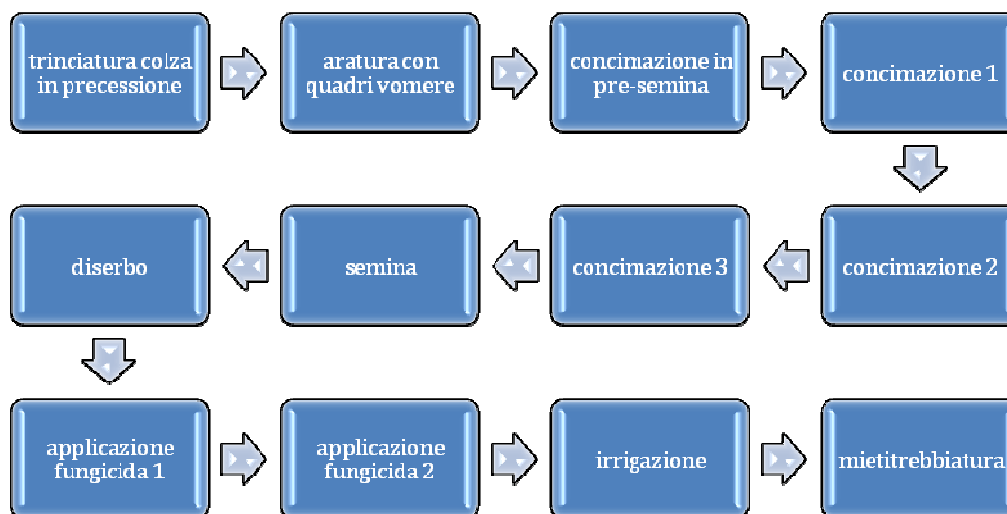 trinciatura colza
in precessione
aratura con
quadri vomere
concimazione in
pre-semina
concimazione 1
concimazione 2
concimazione 3
semina
diserbo
applicazione
fungicida 1
applicazione
fungicida 2
irrigazione
mietitrebbiatura